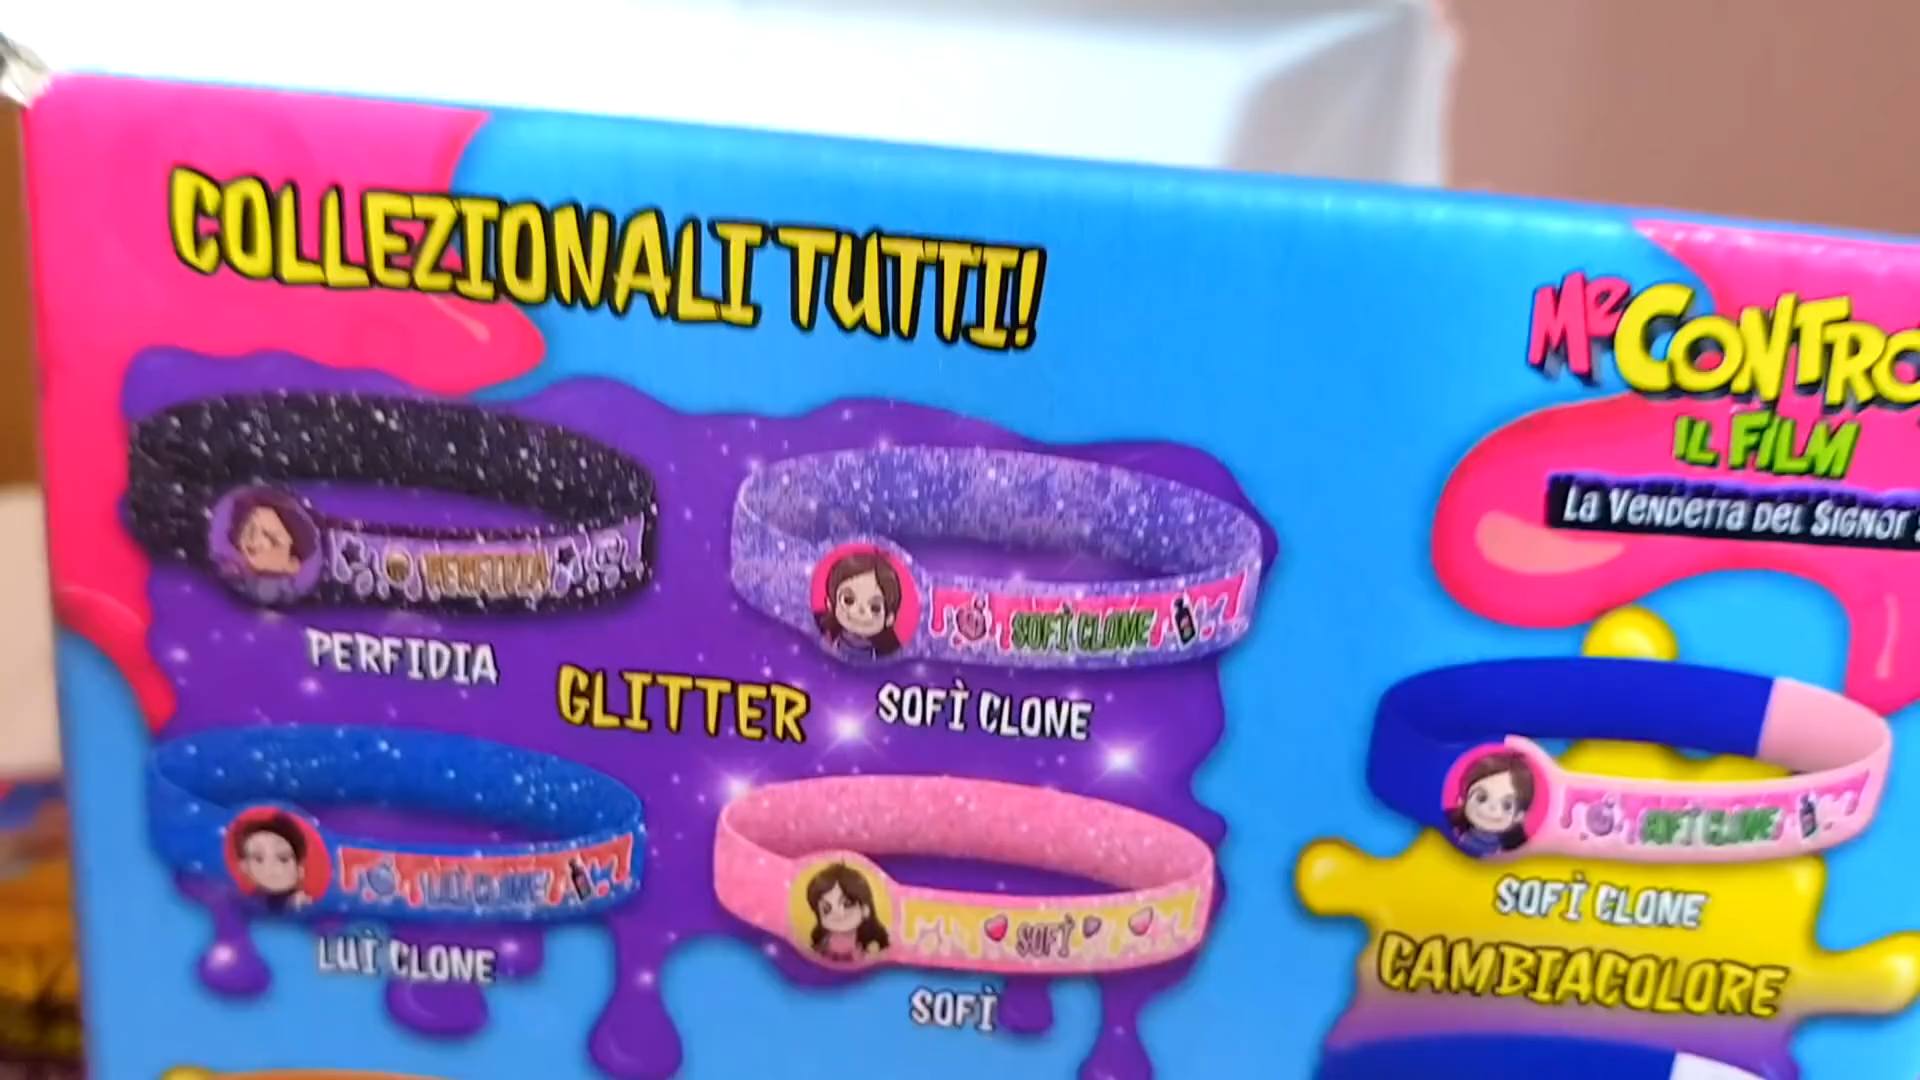 COLLEZIONALI TUTTI!
Me CONTRO
IL FILM
La Vendetta del Signor
PERFIDIA
SOFÌ CLONE
PERFIDIA
GLITTER
SOFÌ CLONE
LUÌ CLONE
SOFÌ
LUÌ CLONE
SOFÌ
SOFÌ CLONE
SOFÌ CLONE
CAMBIACOLORE